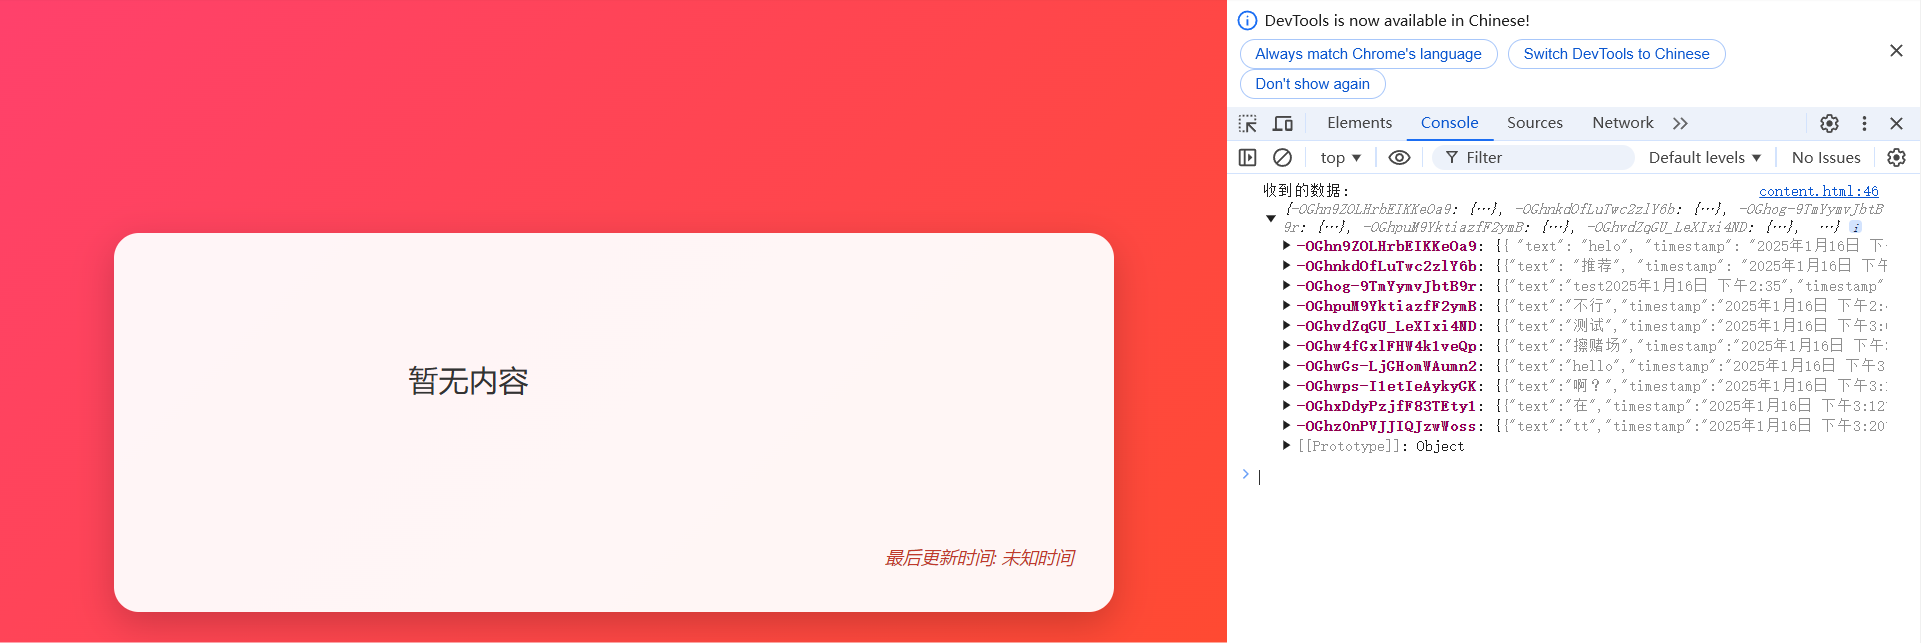 暂无内容
最后更新时间: 未知时间
DevTools is now available in Chinese!
Always match Chrome's language
Switch DevTools to Chinese
Don't show again
Elements Console Sources Network
top Filter Default levels No Issues
收到的数据: content.html:46
{-OGhn9ZOLHrbEIKKeOa9: {…}, -OGhnkdOfLuTwc2zlY6b: {…}, -OGhog-9TmYymvJbtB
9r: {…}, -OGhpuM9YktiazfF2ymB: {…}, -OGhvdZqGU_LeXIxi4ND: {…}, …}
-OGhn9ZOLHrbEIKKeOa9: {{ "text": "helo", "timestamp": "2025年1月16日 下
-OGhnkdOfLuTwc2zlY6b: {{"text": "推荐", "timestamp": "2025年1月16日 下午
-OGhog-9TmYymvJbtB9r: {{"text":"test2025年1月16日 下午2:35","timestamp"
-OGhpuM9YktiazfF2ymB: {{"text":"不行","timestamp":"2025年1月16日 下午2:
-OGhvdZqGU_LeXIxi4ND: {{"text":"测试","timestamp":"2025年1月16日 下午3:
-OGhw4fGxlFHW4k1veQp: {{"text":"擦赌场","timestamp":"2025年1月16日 下午
-OGhwGs-LjGHomWAumn2: {{"text":"hello","timestamp":"2025年1月16日 下午3
-OGhwps-I1etIeAykyGK: {{"text":"啊？","timestamp":"2025年1月16日 下午3:
-OGhxDdyPzjfF83TEty1: {{"text":"在","timestamp":"2025年1月16日 下午3:12
-OGhz0nPVJJIQJzwWoss: {{"text":"tt","timestamp":"2025年1月16日 下午3:20
[[Prototype]]: Object